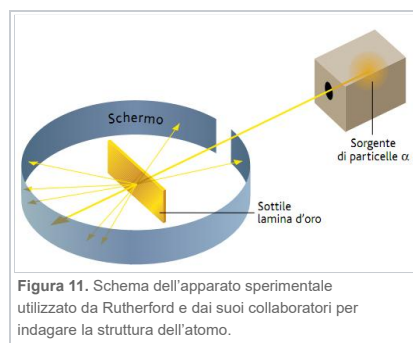 Schermo
Sorgente
di particelle α
Sottile
lamina d'oro
Figura 11. Schema dell'apparato sperimentale
utilizzato da Rutherford e dai suoi collaboratori per
indagare la struttura dell'atomo.